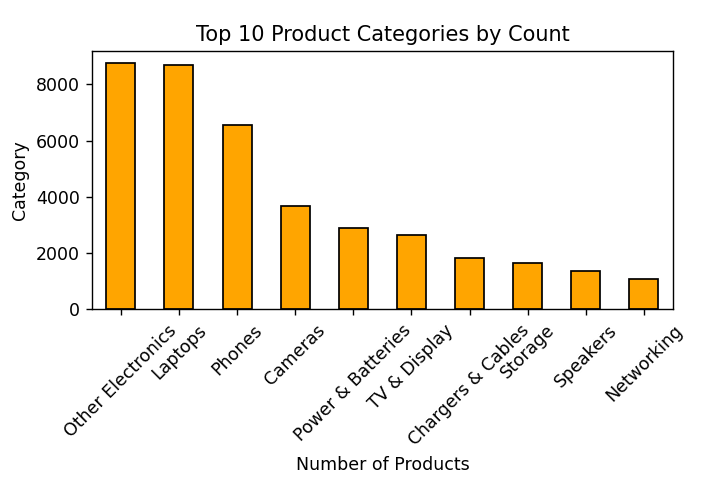 Top 10 Product Categories by Count
Category
8000
6000
4000
2000
0
Other Electronics
Laptops
Phones
Cameras
Power & Batteries
TV & Display
Chargers & Cables
Storage
Speakers
Networking
Number of Products